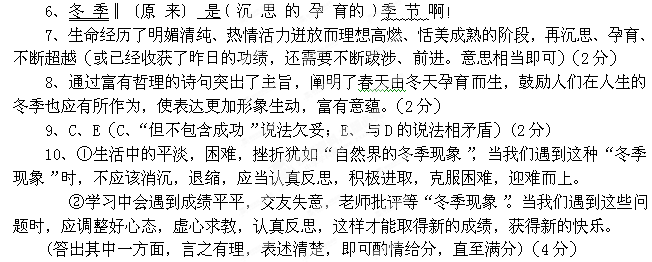 6、冬季‖〔原来〕是(沉思的孕育的)季节啊!
7、生命经历了明媚清纯、热情活力迸放而理想高燃、恬美成熟的阶段，再沉思、孕育、
不断超越(或已经收获了昨日的功绩，还需要不断跋涉、前进。意思相当即可)(2分)
8、通过富有哲理的诗句突出了主旨，阐明了春天由冬天孕育而生，鼓励人们在人生的
冬季也应有所作为，使表达更加形象生动，富有意蕴。(2分)
9、C、E(C、“但不包含成功”说法欠妥；E、与D的说法相矛盾)(2分)
10、①生活中的平淡，困难，挫折犹如“自然界的冬季现象”，当我们遇到这种“冬季
现象”时，不应该消沉，退缩，应当认真反思，积极进取，克服困难，迎难而上。
②学习中会遇到成绩平平，交友失意，老师批评等“冬季现象”。当我们遇到这些问
题时，应调整好心态，虚心求教，认真反思，这样才能取得新的成绩，获得新的快乐。
(答出其中一方面，言之有理，表述清楚，即可酌情给分，直至满分)(4分)